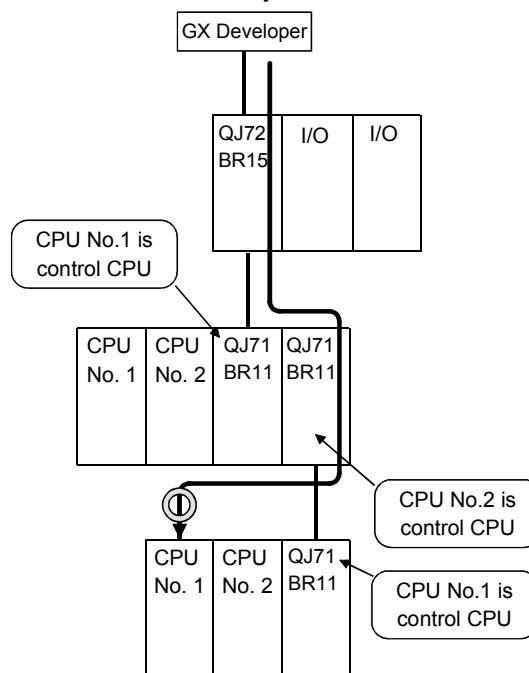 GX Developer
QJ72
BR15
I/O
I/O
CPU No.1 is
control CPU
CPU
No. 1
CPU
No. 2
QJ71
BR11
QJ71
BR11
CPU No.2 is
control CPU
CPU
No. 1
CPU
No. 2
QJ71
BR11
CPU No.1 is
control CPU